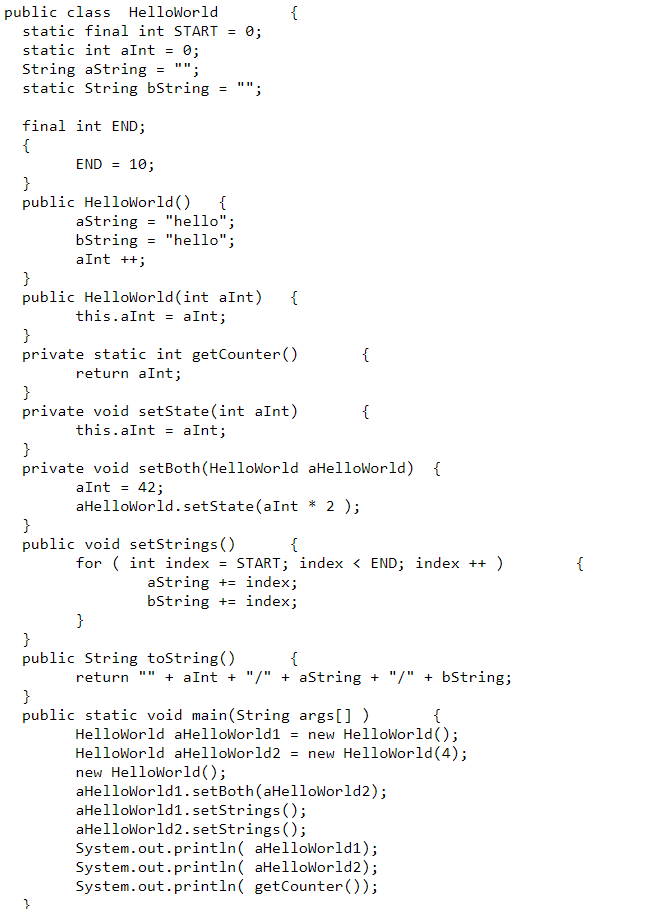 public class  HelloWorld        {
  static final int START = 0;
  static int aInt = 0;
  String aString = "";
  static String bString = "";

  final int END;
  {
        END = 10;
  }
  public HelloWorld()   {
        aString = "hello";
        bString = "hello";
        aInt ++;
  }
  public HelloWorld(int aInt)   {
        this.aInt = aInt;
  }
  private static int getCounter()       {
        return aInt;
  }
  private void setState(int aInt)       {
        this.aInt = aInt;
  }
  private void setBoth(HelloWorld aHelloWorld)  {
        aInt = 42;
        aHelloWorld.setState(aInt * 2 );
  }
  public void setStrings()      {
        for ( int index = START; index < END; index ++ )        {
                aString += index;
                bString += index;
        }
  }
  public String toString()      {
        return "" + aInt + "/" + aString + "/" + bString;
  }
  public static void main(String args[] )       {
        HelloWorld aHelloWorld1 = new HelloWorld();
        HelloWorld aHelloWorld2 = new HelloWorld(4);
        new HelloWorld();
        aHelloWorld1.setBoth(aHelloWorld2);
        aHelloWorld1.setStrings();
        aHelloWorld2.setStrings();
        System.out.println( aHelloWorld1);
        System.out.println( aHelloWorld2);
        System.out.println( getCounter());
  }